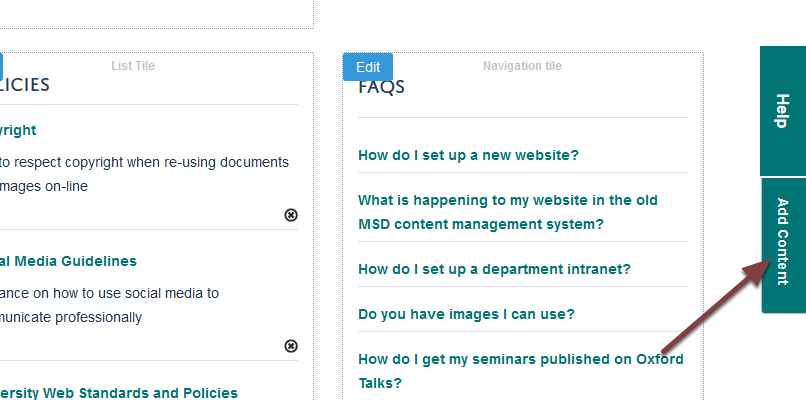 List Tile
LICIES
yright
to respect copyright when re-using documents
mages on-line
al Media Guidelines
ance on how to use social media to
municate professionally
ersity Web Standards and Policies
Edit
Navigation tile
FAQS
How do I set up a new website?
What is happening to my website in the old
MSD content management system?
How do I set up a department intranet?
Do you have images I can use?
How do I get my seminars published on Oxford
Talks?
Help
Add Content